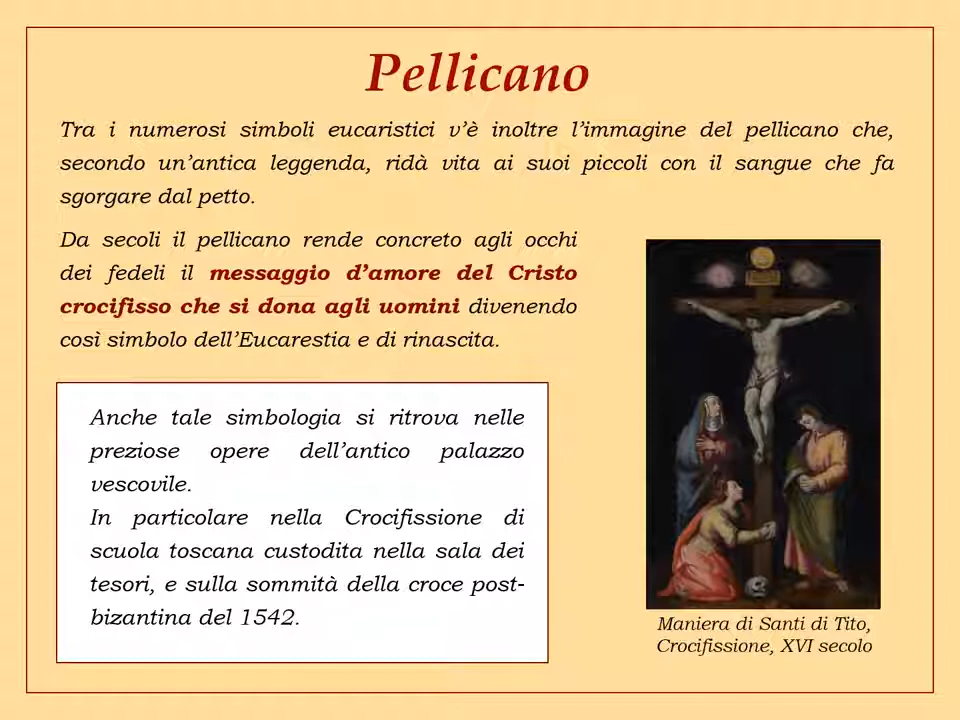 Pellicano
Tra i numerosi simboli eucaristici v’è inoltre l’immagine del pellicano che,
secondo un’antica leggenda, ridà vita ai suoi piccoli con il sangue che fa
sgorgare dal petto.
Da secoli il pellicano rende concreto agli occhi
dei fedeli il messaggio d’amore del Cristo
crocifisso che si dona agli uomini divenendo
così simbolo dell’Eucarestia e di rinascita.
Anche tale simbologia si ritrova nelle
preziose opere dell’antico palazzo
vescovile.
In particolare nella Crocifissione di
scuola toscana custodita nella sala dei
tesori, e sulla sommità della croce post-
bizantina del 1542.
Maniera di Santi di Tito,
Crocifissione, XVI secolo